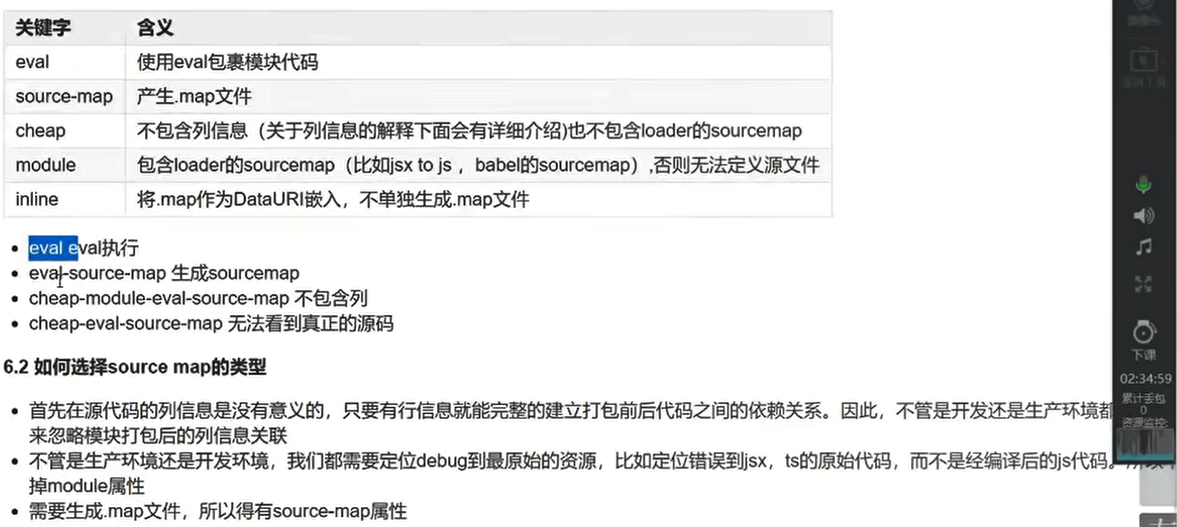 关键字 含义
eval 使用eval包裹模块代码
source-map 产生.map文件
cheap 不包含列信息（关于列信息的解释下面会有详细介绍)也不包含loader的sourcemap
module 包含loader的sourcemap（比如jsx to js ，babel的sourcemap）,否则无法定义源文件
inline 将.map作为DataURI嵌入，不单独生成.map文件
eval eval执行
eval-source-map 生成sourcemap
cheap-module-eval-source-map 不包含列
cheap-eval-source-map 无法看到真正的源码
6.2 如何选择source map的类型
首先在源代码的列信息是没有意义的，只要有行信息就能完整的建立打包前后代码之间的依赖关系。因此，不管是开发还是生产环境都
来忽略模块打包后的列信息关联
不管是生产环境还是开发环境，我们都需要定位debug到最原始的资源，比如定位错误到jsx，ts的原始代码，而不是经编译后的js代码。
掉module属性
需要生成.map文件，所以得有source-map属性
下课
02:34:59
累计丢包
0
资源监控: